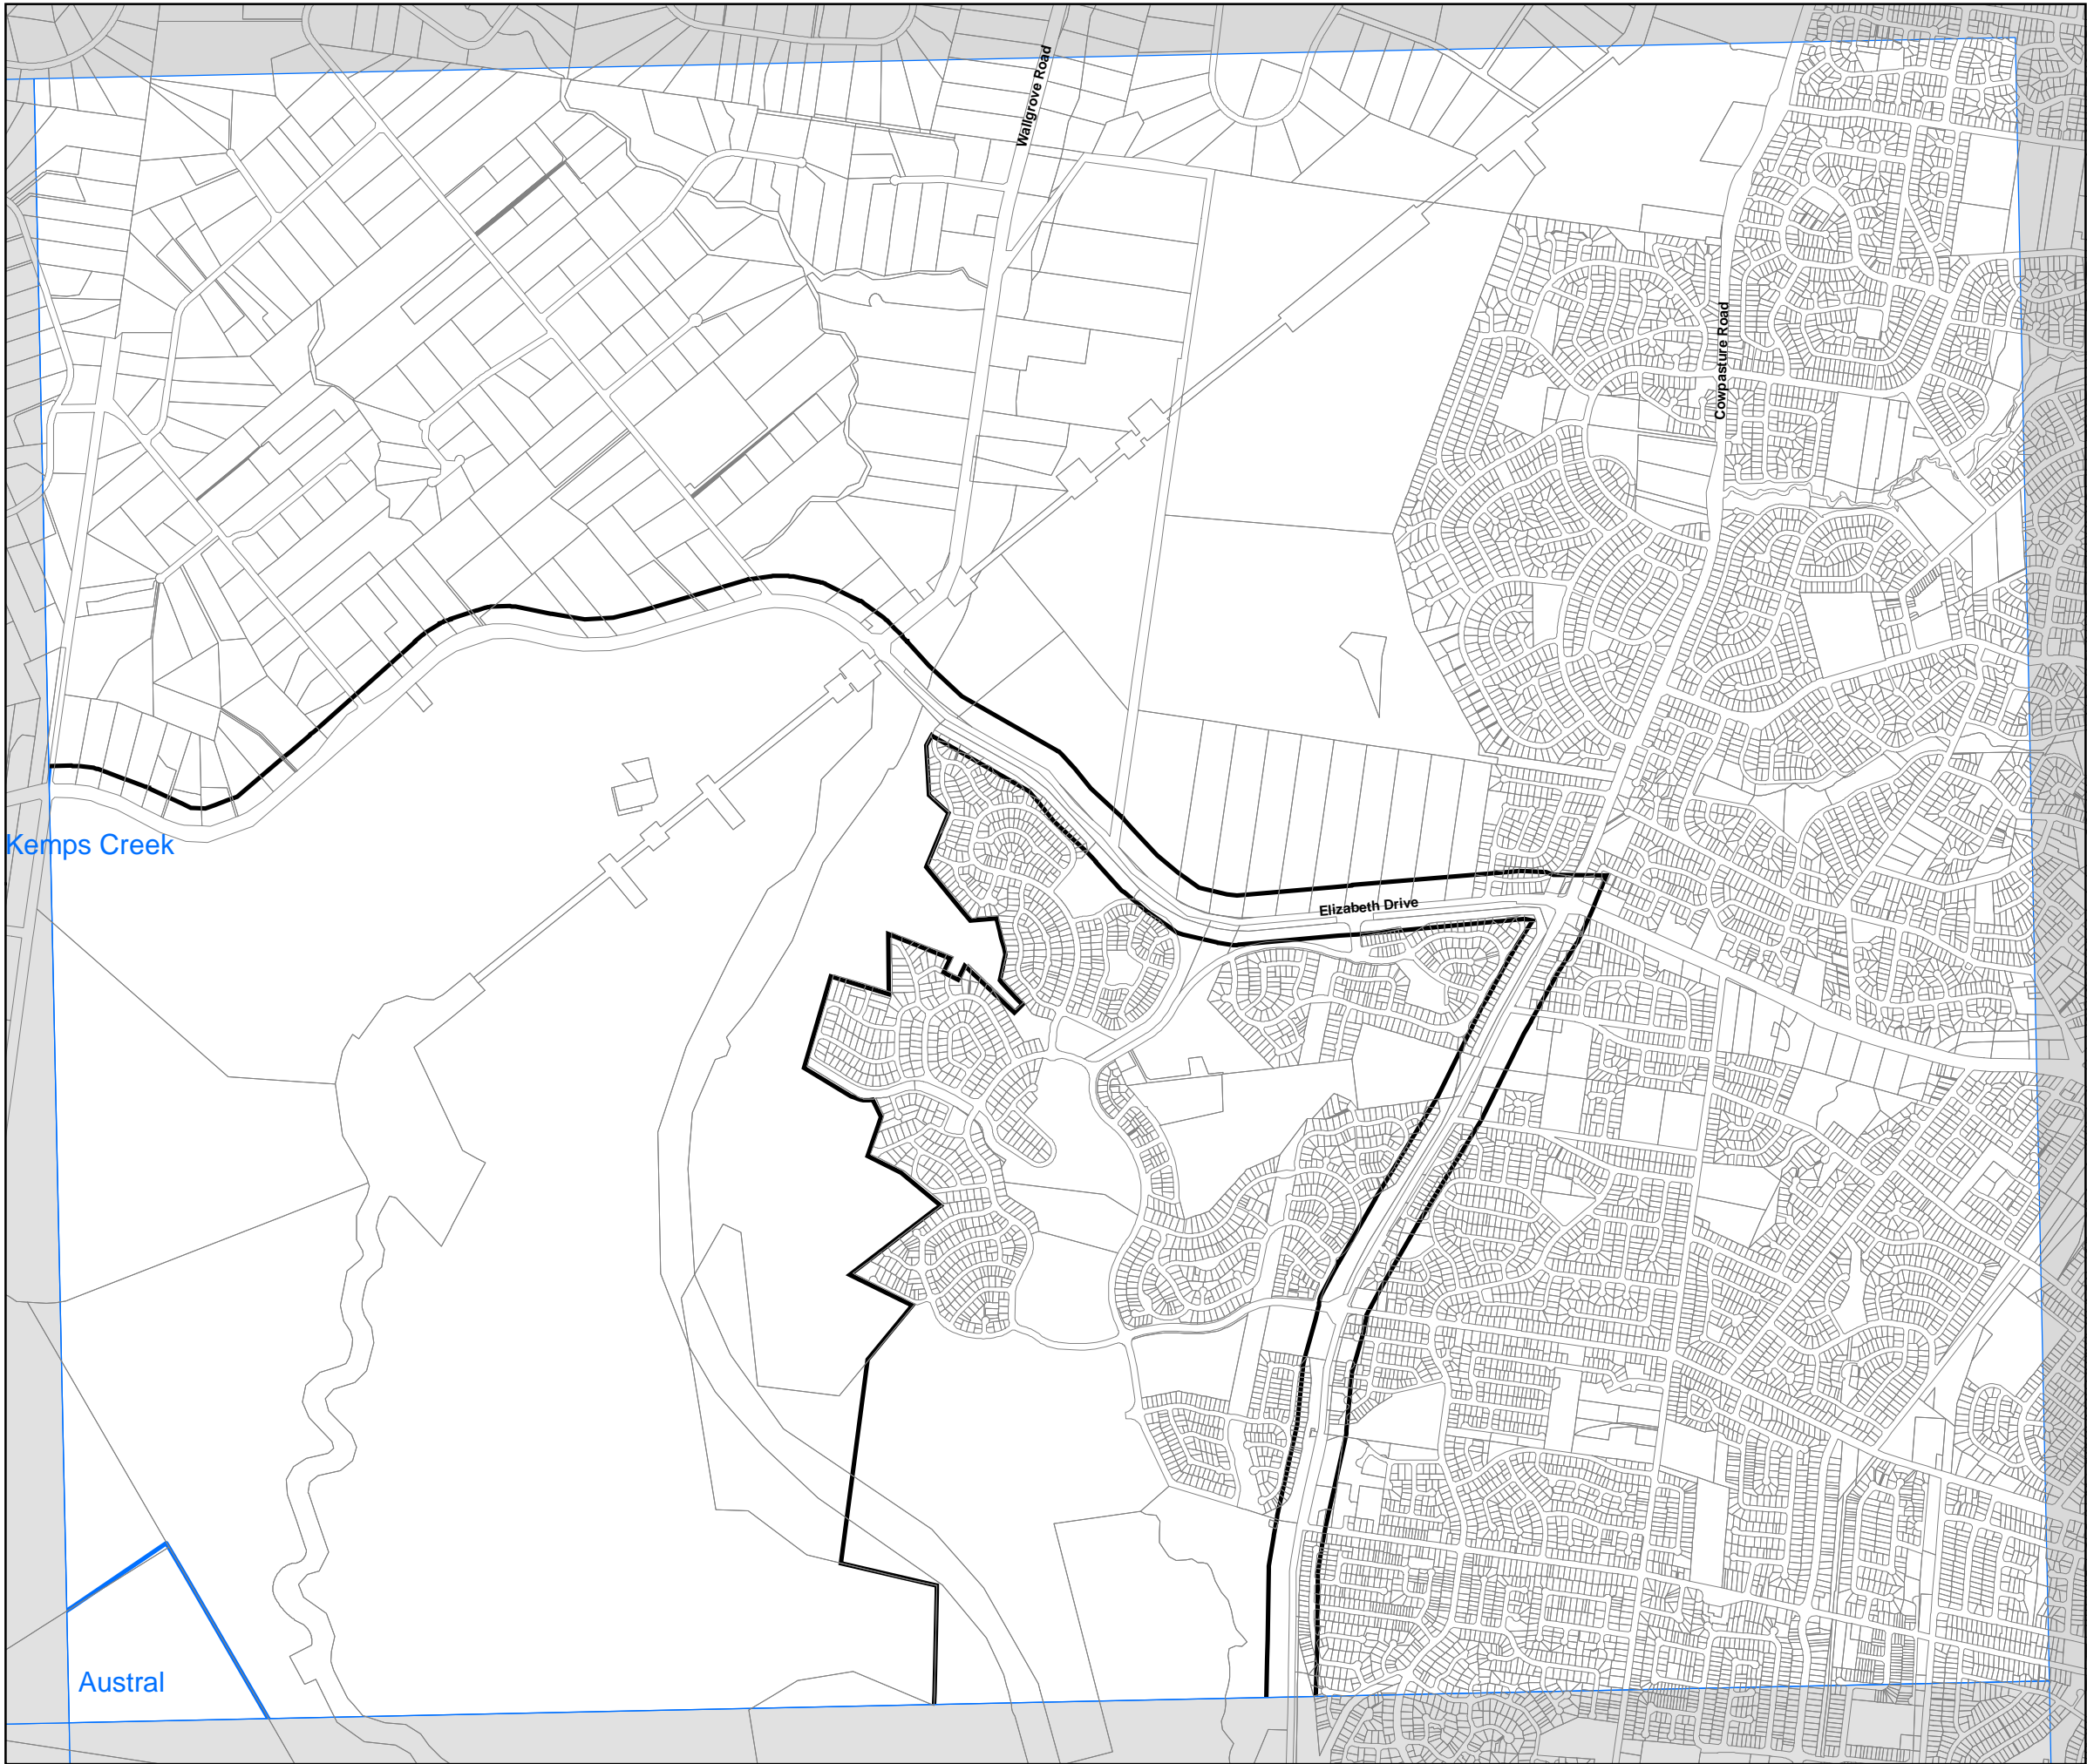 Wallgrove Road
Cowpasture Road
Kemps Creek
Elizabeth Drive
Austral